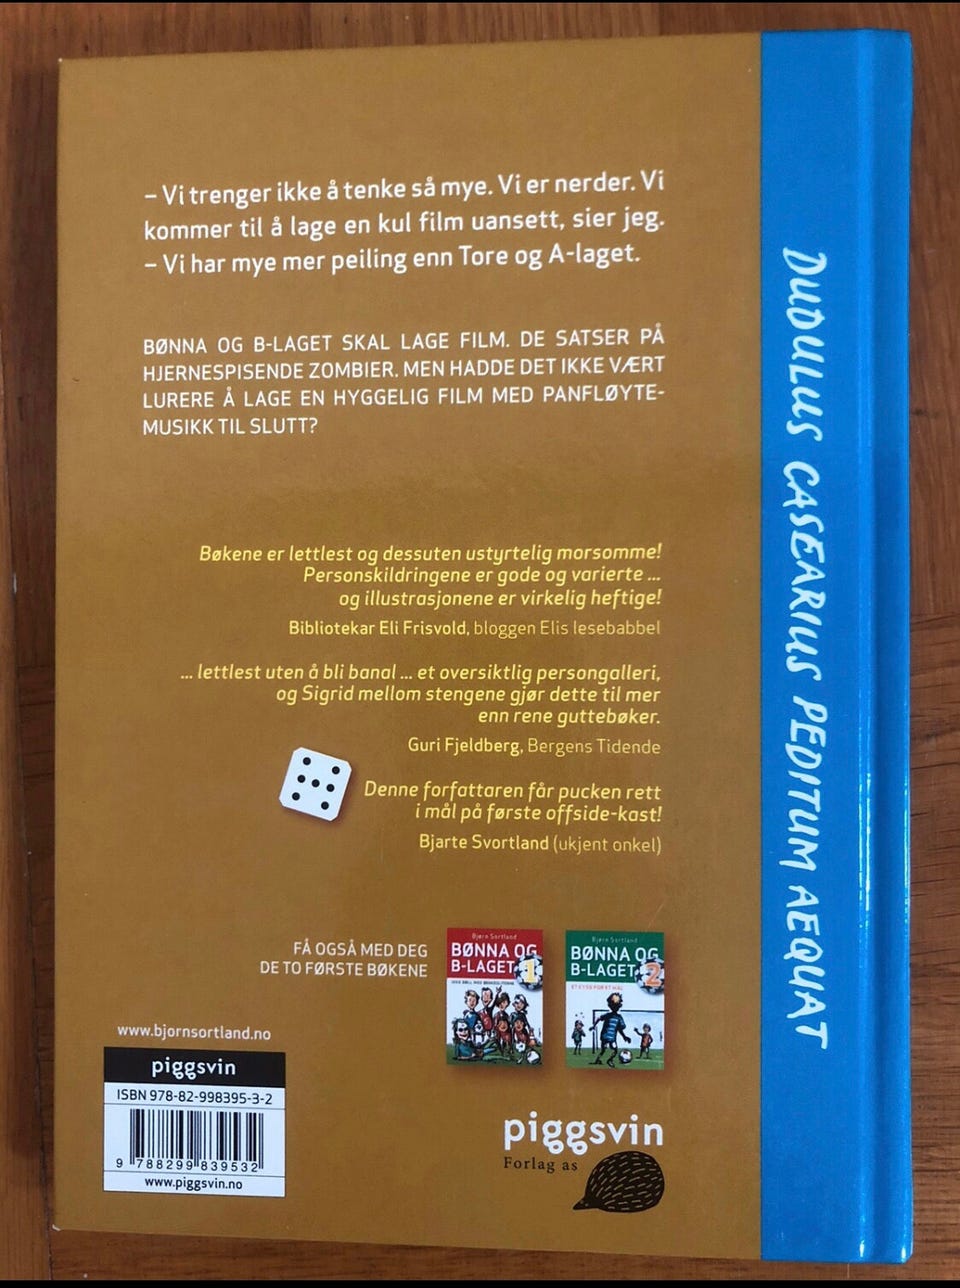 – Vi trenger ikke å tenke så mye. Vi er nerder. Vi
kommer til å lage en kul film uansett, sier jeg.
– Vi har mye mer peiling enn Tore og A-laget.
BØNNA OG B-LAGET SKAL LAGE FILM. DE SATSER PÅ
HJERNESPISENDE ZOMBIER. MEN HADDE DET IKKE VÆRT
LURERE Å LAGE EN HYGGELIG FILM MED PANFLØYTE-
MUSIKK TIL SLUTT?
Bøkene er lettlest og dessuten ustyrtelig morsomme!
Personskildringene er gode og varierte ...
og illustrasjonene er virkelig heftige!
Bibliotekar Eli Frisvold, bloggen Elis lesebabbel
... lettlest uten å bli banal ... et oversiktlig persongalleri,
og Sigrid mellom stengene gjør dette til mer
enn rene guttebøker.
Guri Fjeldberg, Bergens Tidende
Denne forfattaren får pucken rett
i mål på første offside-kast!
Bjarte Svortland (ukjent onkel)
FÅ OGSÅ MED DEG
DE TO FØRSTE BØKENE
Bjørn Sortland
BØNNA OG
B-LAGET
1
Bjørn Sortland
BØNNA OG
B-LAGET
2
ET KYSS FOR ET MÅL
www.bjornsortland.no
piggsvin
ISBN 978-82-998395-3-2
9 788299 839532
www.piggsvin.no
piggsvin
Forlag as
DUDULUS CASEARIUS PEDITUM AEQUAT